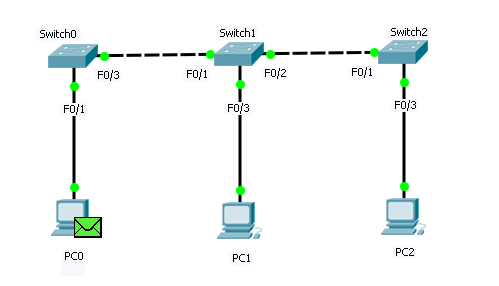 Switch0
Switch1
Switch2
F0/3
F0/1
F0/2
F0/1
F0/1
F0/3
F0/3
PC0
PC1
PC2